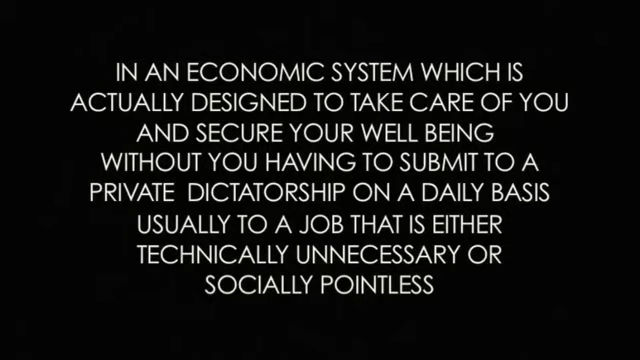 IN AN ECONOMIC SYSTEM WHICH IS
ACTUALLY DESIGNED TO TAKE CARE OF YOU
AND SECURE YOUR WELL BEING
WITHOUT YOU HAVING TO SUBMIT TO A
PRIVATE DICTATORSHIP ON A DAILY BASIS
USUALLY TO A JOB THAT IS EITHER
TECHNICALLY UNNECESSARY OR
SOCIALLY POINTLESS